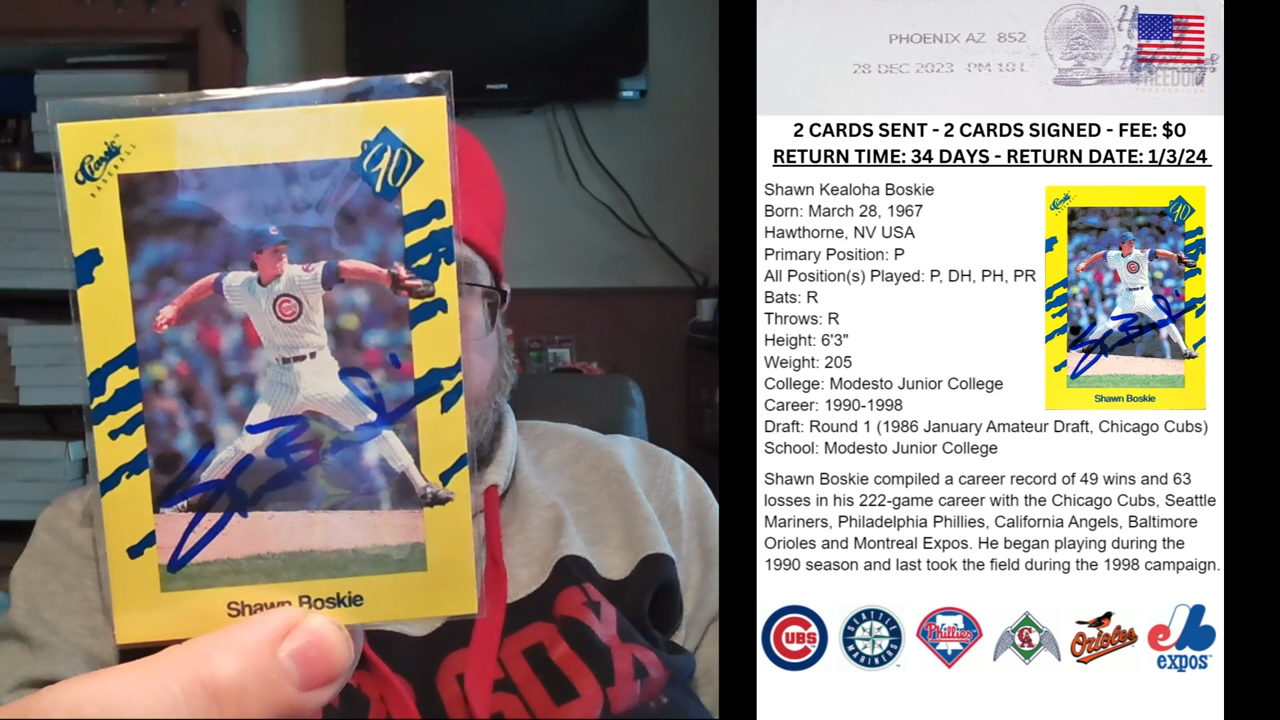 PHILIPS
Classic
BASEBALL
90
Shawn Boskie
SOX
PHOENIX AZ 852
28 DEC 2023 PM 10 L
FREEDOM
FOREVER/USA
2 CARDS SENT - 2 CARDS SIGNED - FEE: $0
RETURN TIME: 34 DAYS - RETURN DATE: 1/3/24
Shawn Kealoha Boskie
Born: March 28, 1967
Hawthorne, NV USA
Primary Position: P
All Position(s) Played: P, DH, PH, PR
Bats: R
Throws: R
Height: 6'3"
Weight: 205
College: Modesto Junior College
Career: 1990-1998
Draft: Round 1 (1986 January Amateur Draft, Chicago Cubs)
School: Modesto Junior College
Classic
90
Shawn Boskie
Shawn Boskie compiled a career record of 49 wins and 63
losses in his 222-game career with the Chicago Cubs, Seattle
Mariners, Philadelphia Phillies, California Angels, Baltimore
Orioles and Montreal Expos. He began playing during the
1990 season and last took the field during the 1998 campaign.
CUBS
SEATTLE
MARINERS
Phillies
CA
Orioles
expos